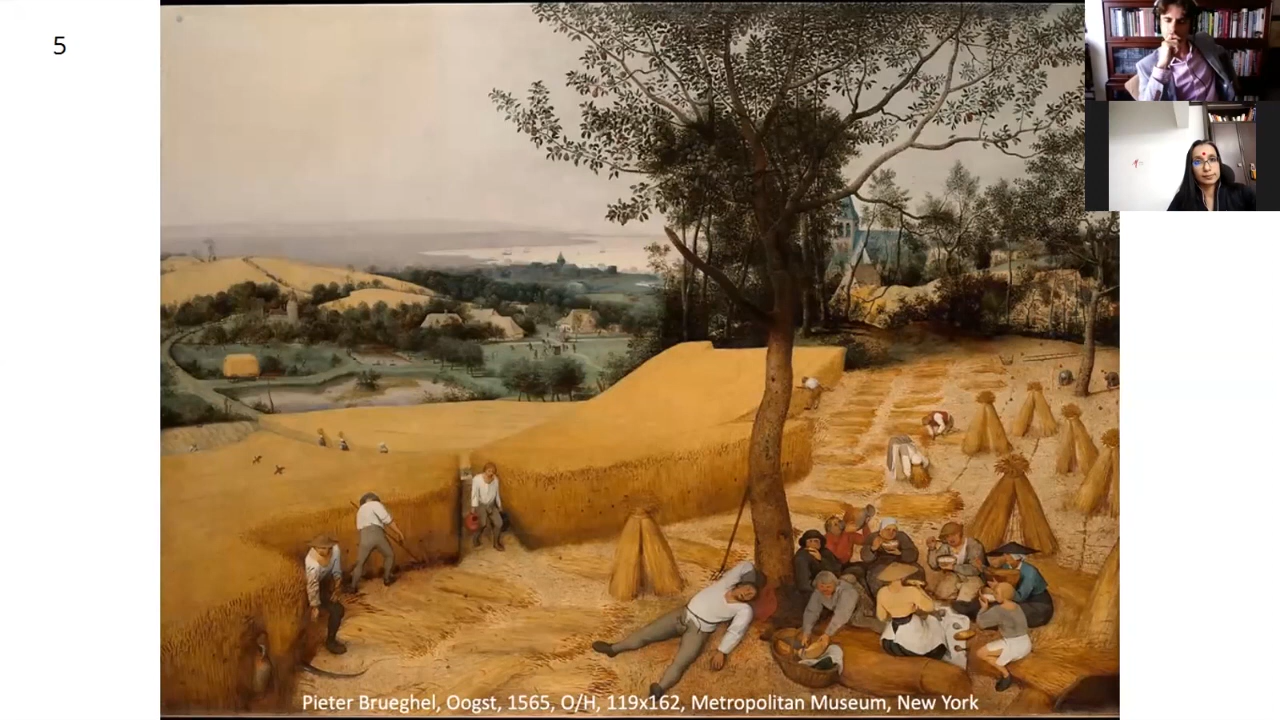 5
Pieter Brueghel, Oogst, 1565, O/H, 119x162, Metropolitan Museum, New York